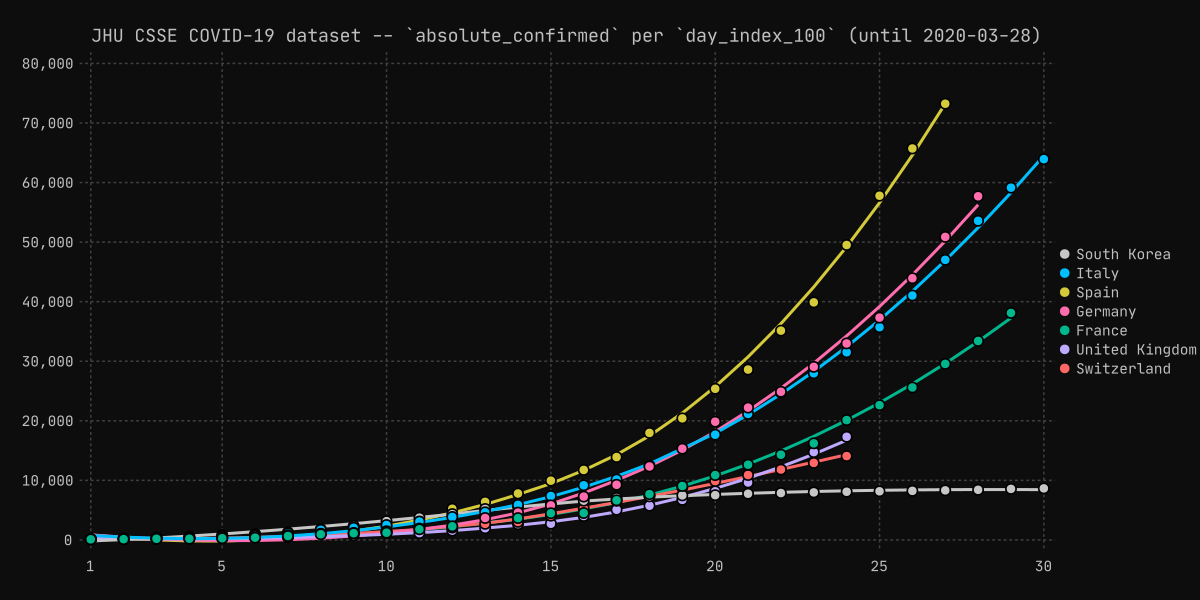 JHU CSSE COVID-19 dataset -- `absolute_confirmed` per `day_index_100` (until 2020-03-28)
80,000
70,000
60,000
50,000
40,000
30,000
20,000
10,000
0
1 5 10 15 20 25 30
South Korea
Italy
Spain
Germany
France
United Kingdom
Switzerland